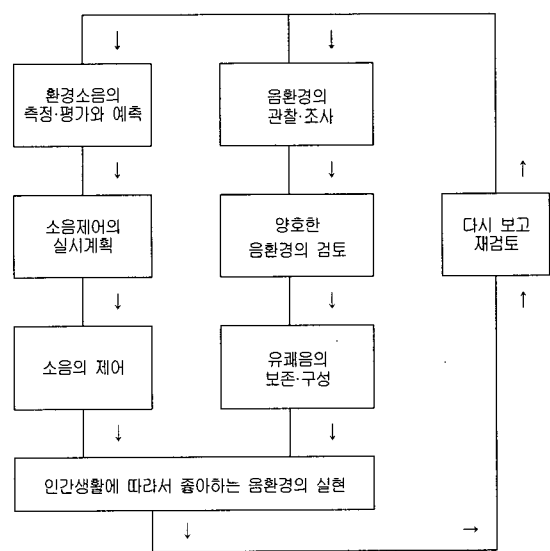 환경소음의
측정·평가와 예측
음환경의
관찰·조사
소음제어의
실시계획
양호한
음환경의 검토
다시 보고
재검토
소음의 제어
유쾌음의
보존·구성
인간생활에 따라서 좋아하는 음환경의 실현